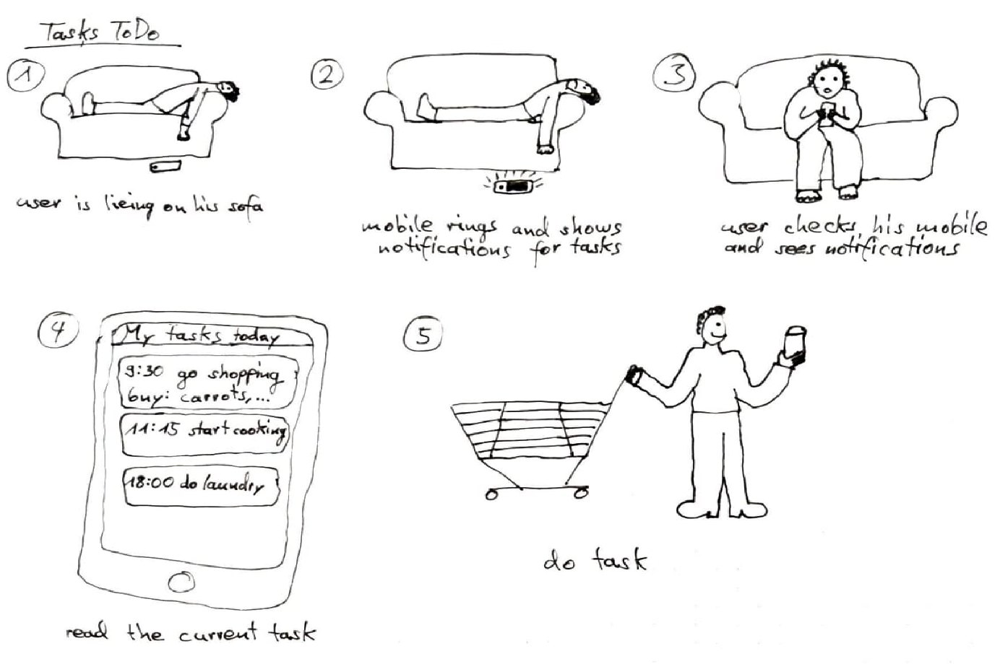 Tasks ToDo
1
user is lieing on his sofa
2
mobile rings and shows
notifications for tasks
3
user checks his mobile
and sees notifications
4
My tasks today
9:30 go shopping
buy: carrots,...
11:15 start cooking
18:00 do laundry
read the current task
5
do task